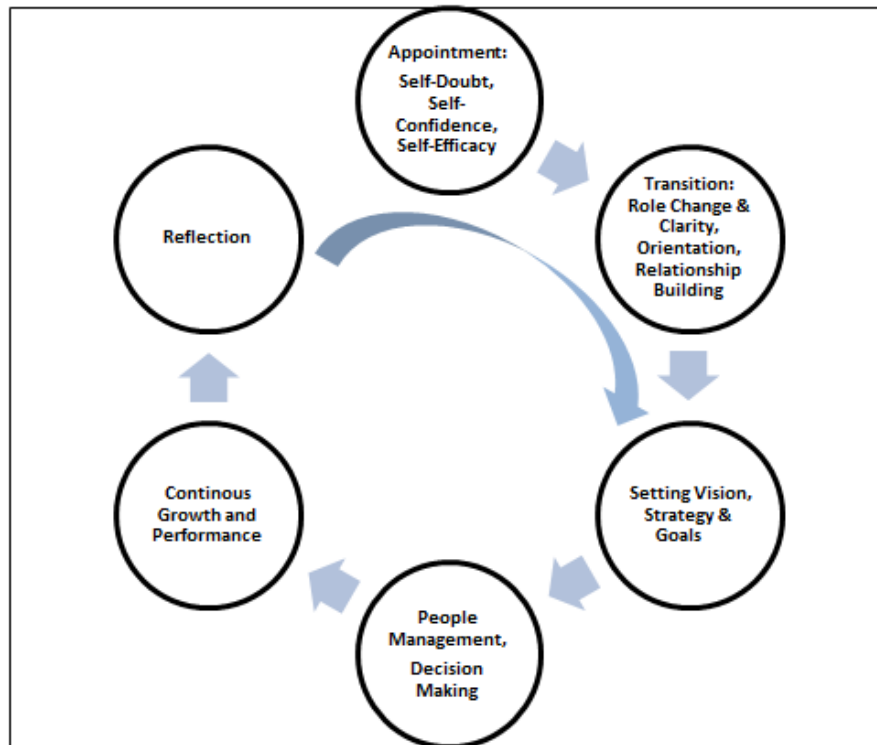 Appointment:
Self-Doubt,
Self-
Confidence,
Self-Efficacy
Transition:
Role Change &
Clarity,
Orientation,
Relationship
Building
Setting Vision,
Strategy &
Goals
People
Management,
Decision
Making
Continous
Growth and
Performance
Reflection